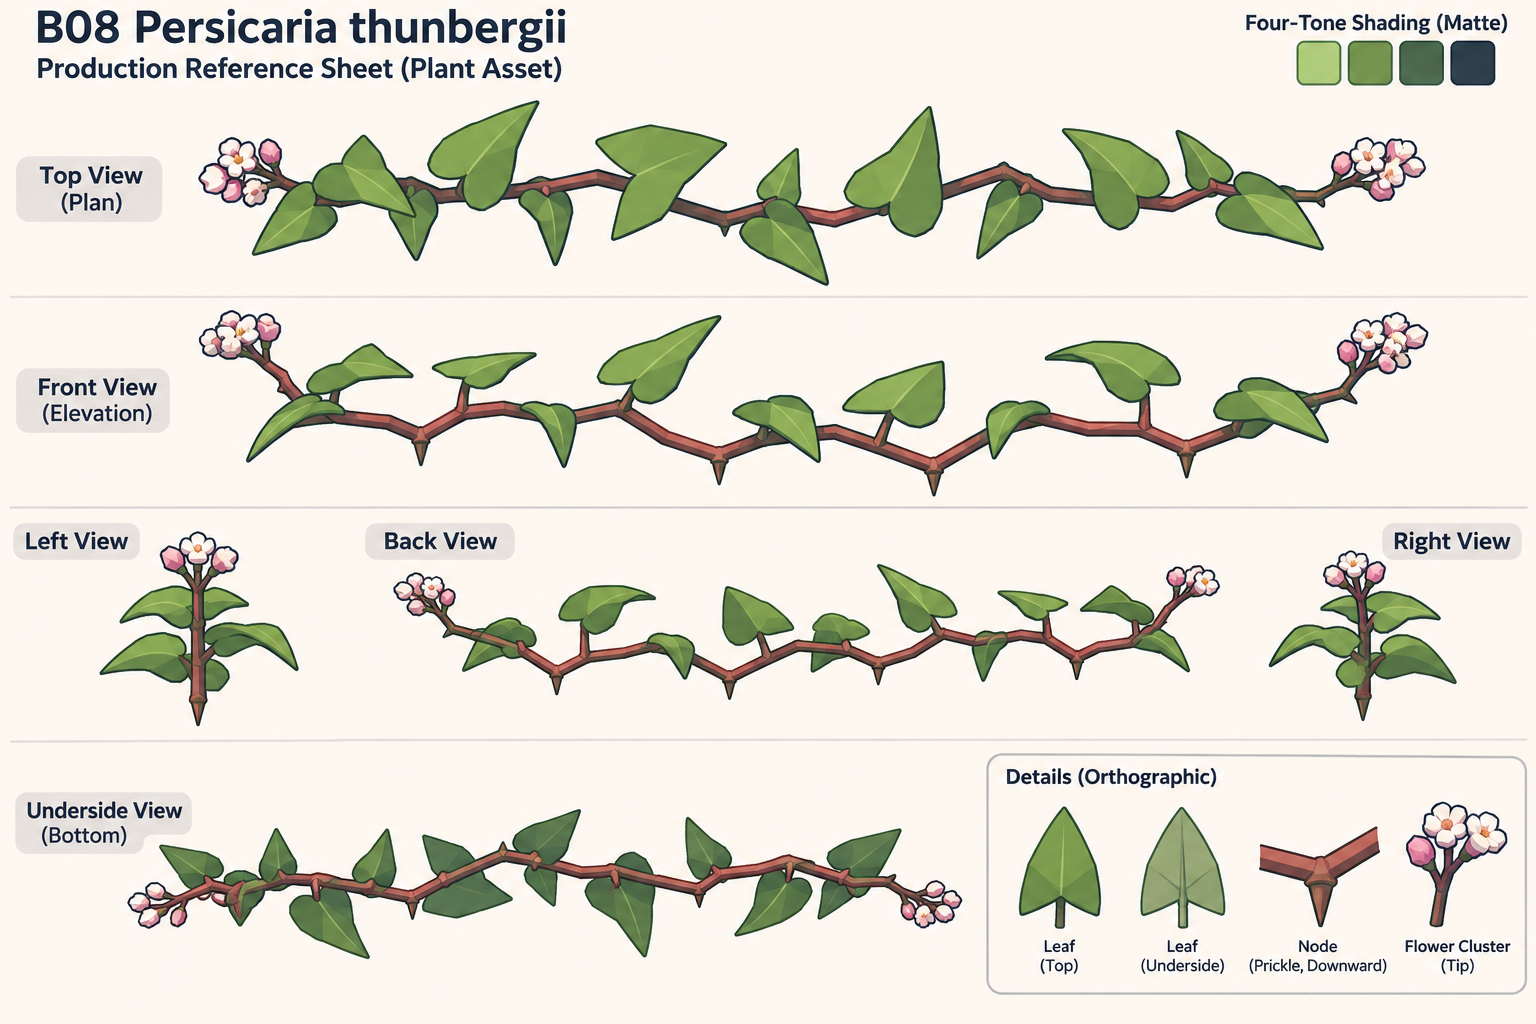 B08 Persicaria thunbergii
Production Reference Sheet (Plant Asset)
Four-Tone Shading (Matte)
Top View
(Plan)
Front View
(Elevation)
Left View
Back View
Right View
Underside View
(Bottom)
Details (Orthographic)
Leaf
(Top)
Leaf
(Underside)
Node
(Prickle, Downward)
Flower Cluster
(Tip)